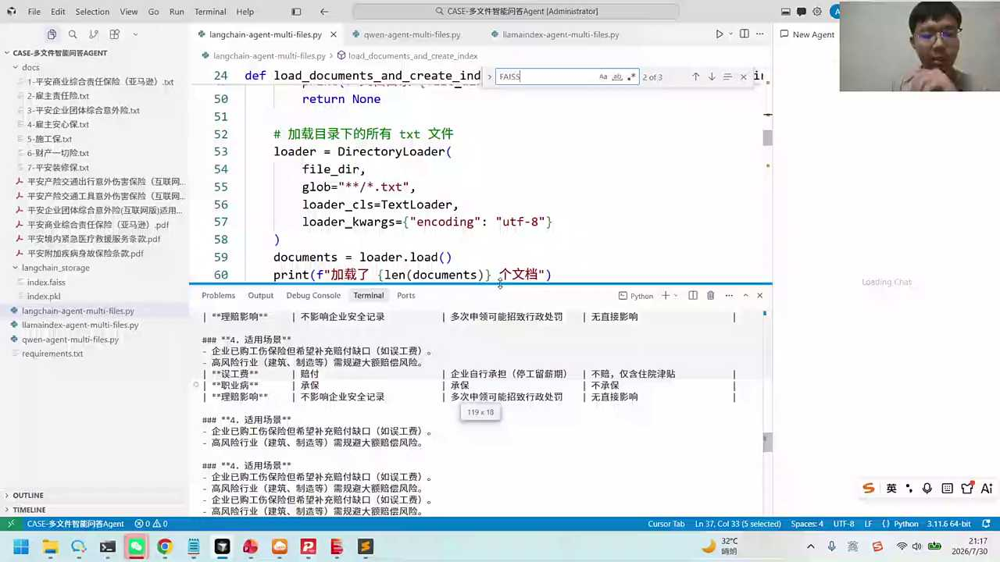 File Edit Selection View Go Run Terminal Help
CASE-多文件智能问答Agent [Administrator]
CASE-多文件智能问答AGENT
docs
1-平安商业综合责任保险（亚马逊）.txt
2-雇主责任险.txt
3-平安企业团体综合意外险.txt
4-雇主安心保.txt
5-施工保.txt
6-财产一切险.txt
7-平安装修保.txt
平安产险交通出行意外伤害保险（互联网...
平安产险交通工具意外伤害保险（互联网...
平安企业团体综合意外险(互联网版)适用...
平安商业综合责任保险（亚马逊）.pdf
平安境内紧急医疗救援服务条款.pdf
平安附加疾病身故保险条款.pdf
langchain_storage
index.faiss
index.pkl
langchain-agent-multi-files.py
llamaindex-agent-multi-files.py
qwen-agent-multi-files.py
requirements.txt
OUTLINE
TIMELINE
langchain-agent-multi-files.py qwen-agent-multi-files.py llamaindex-agent-multi-files.py
langchain-agent-multi-files.py load_documents_and_create_index
FAISS Aa ab 2 of 3
24 def load_documents_and_create_ind
50 return None
51
52 # 加载目录下的所有 txt 文件
53 loader = DirectoryLoader(
54 file_dir,
55 glob="**/*.txt",
56 loader_cls=TextLoader,
57 loader_kwargs={"encoding": "utf-8"}
58 )
59 documents = loader.load()
60 print(f"加载了 {len(documents)} 个文档")
Problems Output Debug Console Terminal Ports Python
| **理赔影响** | 不影响企业安全记录 | 多次申领可能招致行政处罚 | 无直接影响 |
### **4. 适用场景**
- 企业已购工伤保险但希望补充赔付缺口（如误工费）。
- 高风险行业（建筑、制造等）需规避大额赔偿风险。
| **误工费** | 赔付 | 企业自行承担（停工留薪期） | 不赔，仅含住院津贴 |
| **职业病** | 承保 | 承保 | 不承保 |
| **理赔影响** | 不影响企业安全记录 | 多次申领可能招致行政处罚 | 无直接影响 |
119 x 18
### **4. 适用场景**
- 企业已购工伤保险但希望补充赔付缺口（如误工费）。
- 高风险行业（建筑、制造等）需规避大额赔偿风险。
### **4. 适用场景**
- 企业已购工伤保险但希望补充赔付缺口（如误工费）。
- 高风险行业（建筑、制造等）需规避大额赔偿风险。
- 企业已购工伤保险但希望补充赔付缺口（如误工费）。
- 高风险行业（建筑、制造等）需规避大额赔偿风险。
New Agent
Loading Chat
英
CASE-多文件智能问答Agent 0 0 Cursor Tab Ln 37, Col 33 (5 selected) Spaces: 4 UTF-8 LF {} Python 3.11.6 64-bit
32°C
晴朗
21:17
2026/7/30